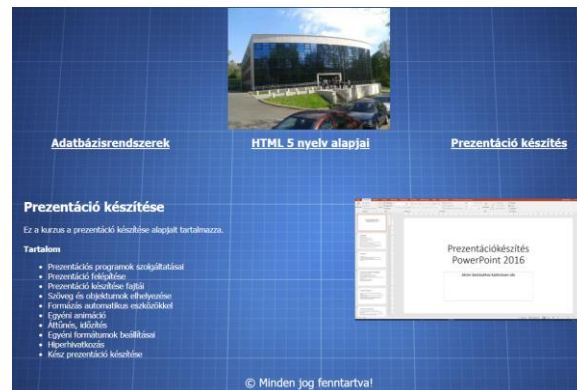 Adatbázisrendszerek
HTML 5 nyelv alapjai
Prezentáció készítés
Prezentáció készítése
Ez a kurzus a prezentáció készítése alapjait tartalmazza.
Tartalom
Prezentációs programok szolgáltatásai
Prezentáció felépítése
Prezentáció készítése fajtái
Szöveg és objektumok elhelyezése
Formázás automatikus eszközökkel
Egyéni animáció
Áttűnés, időzítés
Egyéni formátumok beállításai
Hiperhivatkozás
Kész prezentáció készítése
Prezentációkészítés
PowerPoint 2016
© Minden jog fenntartva!